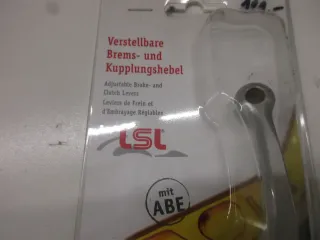 Verstellbare
Brems- und
Kupplungshebel
Adjustable Brake- and
Clutch Levers
Leviers de Frein et
d'Embrayage Réglables
LSL
mit
ABE